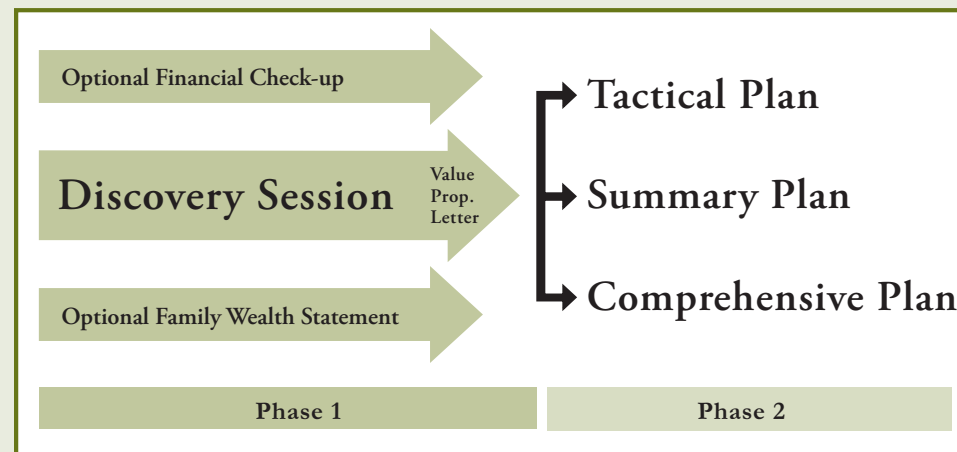 Optional Financial Check-up
Discovery Session
Value
Prop.
Letter
Optional Family Wealth Statement
Tactical Plan
Summary Plan
Comprehensive Plan
Phase 1
Phase 2